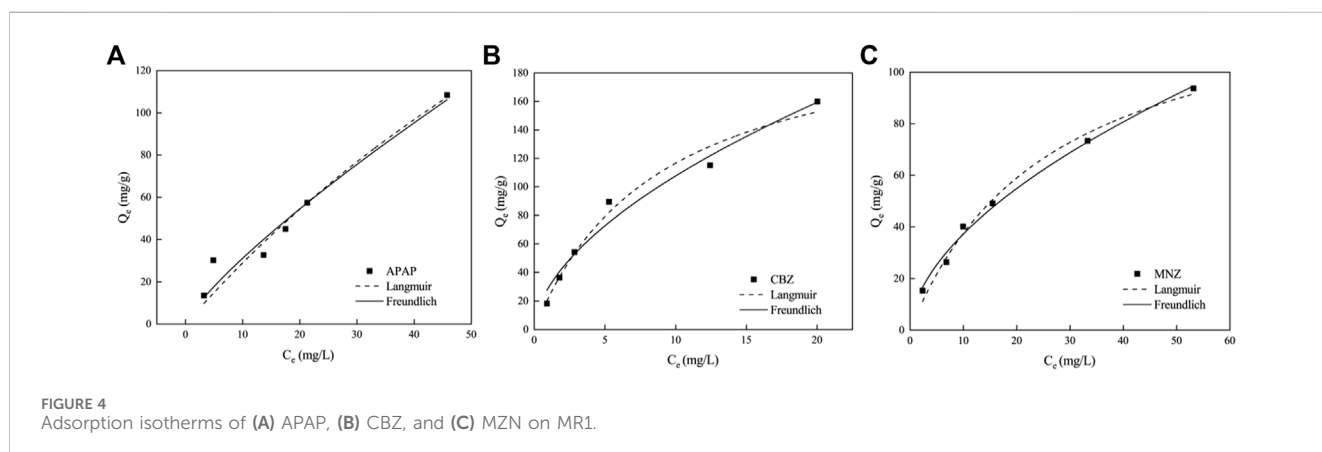 A
120
100
80
60
40
20
0
Qe (mg/g)
0 10 20 30 40 50
Ce (mg/L)
APAP
Langmuir
Freundlich
B
180
160
140
120
100
80
60
40
20
0
Qe (mg/g)
0 5 10 15 20
Ce (mg/L)
CBZ
Langmuir
Freundlich
C
100
80
60
40
20
0
Qe (mg/g)
0 10 20 30 40 50 60
Ce (mg/L)
MNZ
Langmuir
Freundlich
FIGURE 4
Adsorption isotherms of (A) APAP, (B) CBZ, and (C) MZN on MR1.